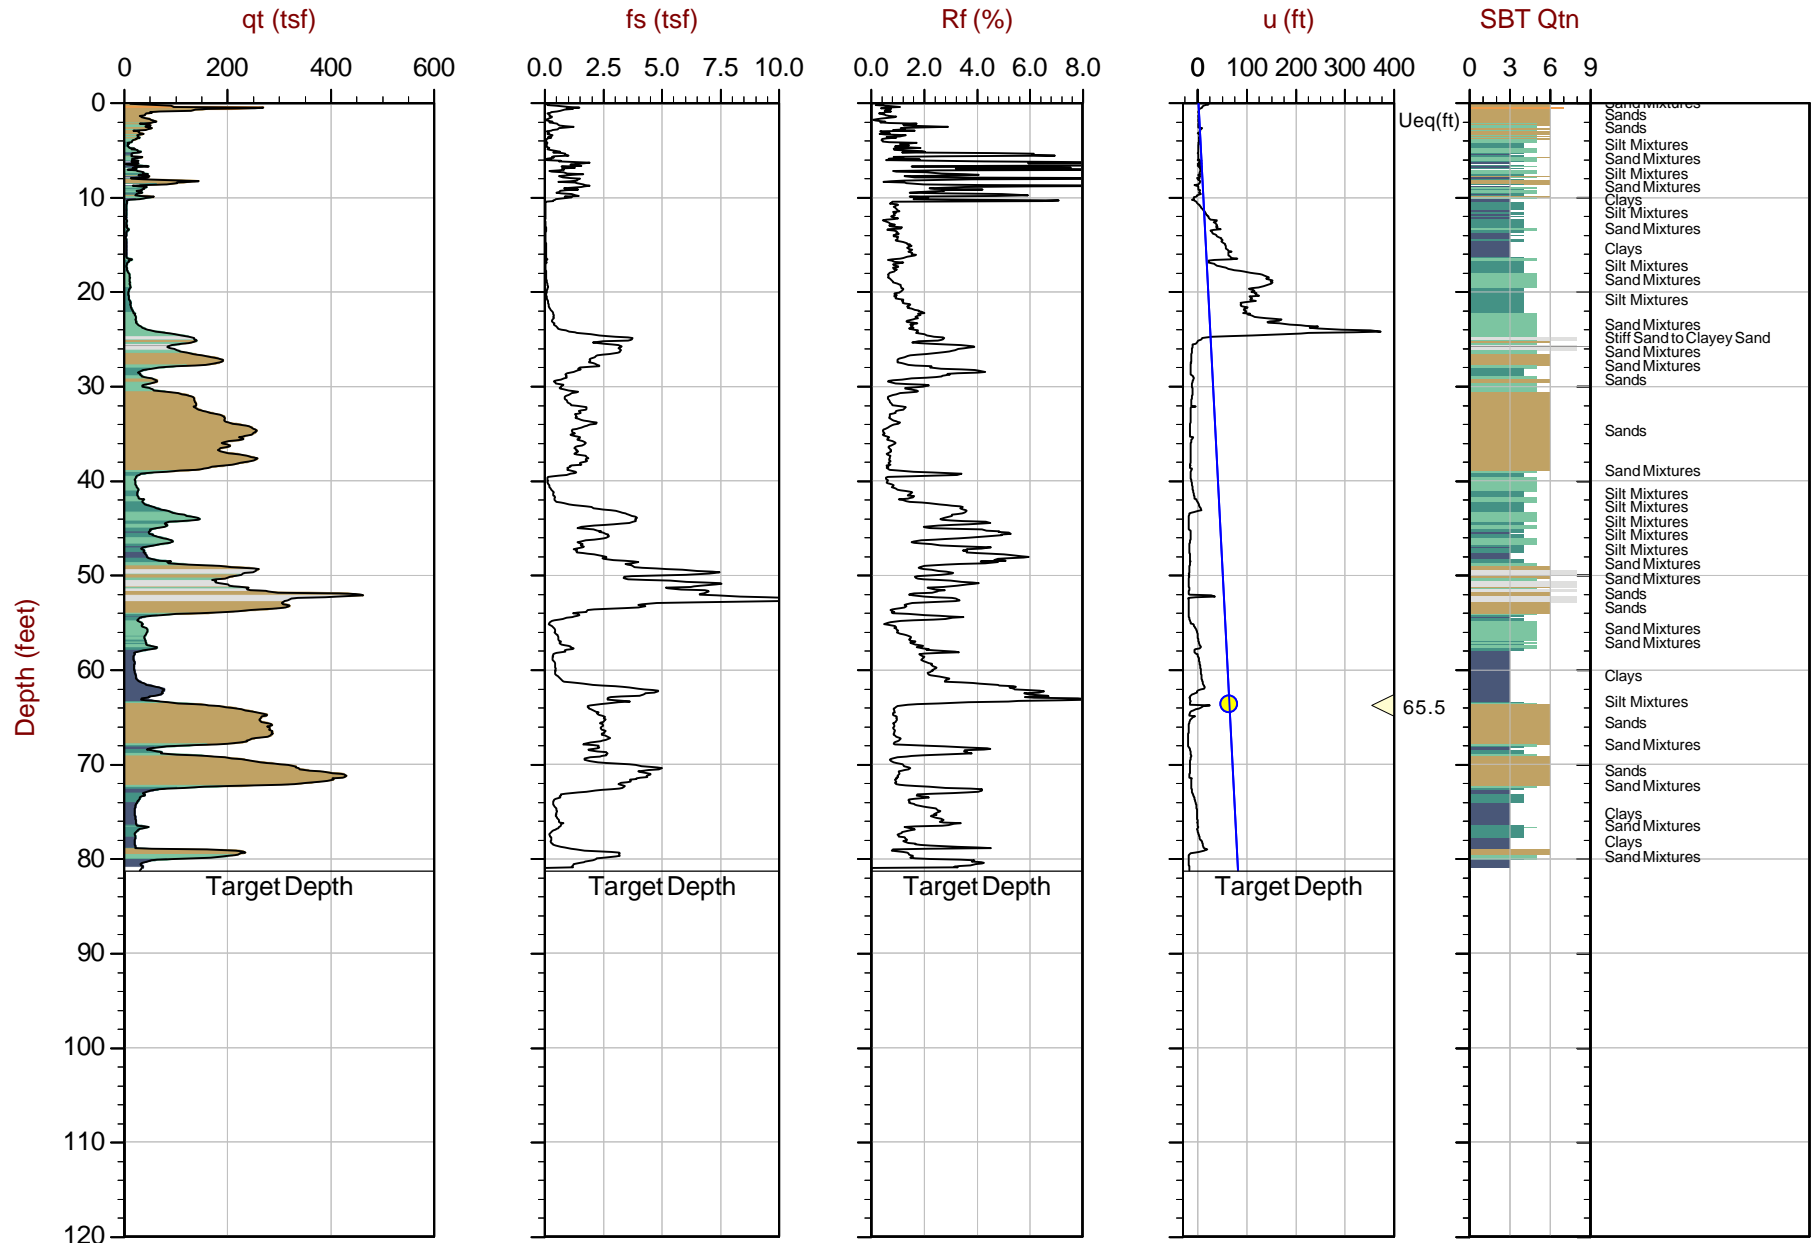 qt (tsf)
fs (tsf)
Rf (%)
u (ft)
SBT Qtn
0 200 400 600
0.0 2.5 5.0 7.5 10.0
0.0 2.0 4.0 6.0 8.0
0 100 200 300 400
0 3 6 9
Depth (feet)
0
10
20
30
40
50
60
70
80
90
100
110
120
Target Depth
Target Depth
Target Depth
Target Depth
Ueq(ft)
65.5
Sand Mixtures
Sands
Sands
Silt Mixtures
Sand Mixtures
Silt Mixtures
Sand Mixtures
Clays
Silt Mixtures
Sand Mixtures
Clays
Silt Mixtures
Sand Mixtures
Silt Mixtures
Sand Mixtures
Stiff Sand to Clayey Sand
Sand Mixtures
Sand Mixtures
Sands
Sands
Sand Mixtures
Silt Mixtures
Silt Mixtures
Silt Mixtures
Silt Mixtures
Silt Mixtures
Sand Mixtures
Sand Mixtures
Sands
Sands
Sand Mixtures
Sand Mixtures
Clays
Silt Mixtures
Sands
Sand Mixtures
Sands
Sand Mixtures
Clays
Sand Mixtures
Clays
Sand Mixtures